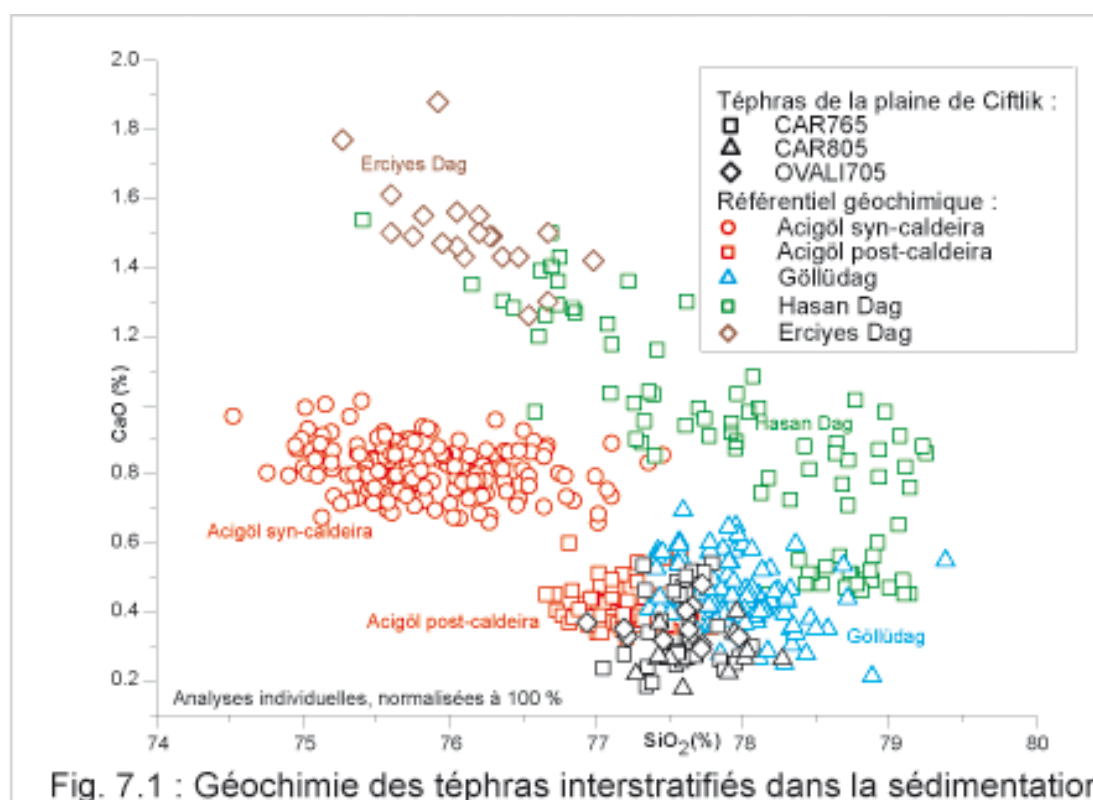 2.0
1.8
1.6
1.4
1.2
0.8
0.6
0.4
0.2
CaO (%)
74
75
76
77
78
79
80
SiO2(%)
Téphras de la plaine de Ciftlik :
CAR765
CAR805
OVALI705
Référentiel géochimique :
Acigöl syn-caldeira
Acigöl post-caldeira
Göllüdag
Hasan Dag
Erciyes Dag
Erciyes Dag
Hasan Dag
Acigöl syn-caldeira
Acigöl post-caldeira
Göllüdag
Analyses individuelles, normalisées à 100 %
Fig. 7.1 : Géochimie des téphras interstratifiés dans la sédimentation